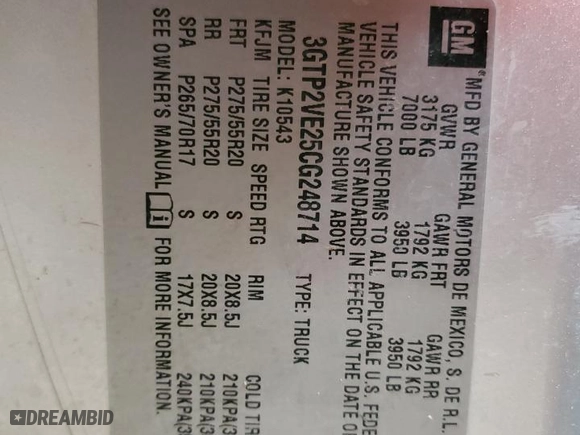 GM
MFD BY GENERAL MOTORS DE MEXICO, S. DE R.L.
GVWR GAWR FRT GAWR RR
3175 KG 1792 KG 1792 KG
7000 LB 3950 LB 3950 LB
THIS VEHICLE CONFORMS TO ALL APPLICABLE U.S. FEDE
VEHICLE SAFETY STANDARDS IN EFFECT ON THE DATE O
MANUFACTURE SHOWN ABOVE.
3GTP2VE25CG248714 TYPE: TRUCK
MODEL: K10543
KFJM TIRE SIZE SPEED RTG RIM COLD TIR
FRT P275/55R20 S 20X8.5J 210KPA(3
RR P275/55R20 S 20X8.5J 210KPA(3
SPA P265/70R17 S 17X7.5J 240KPA(3
SEE OWNER'S MANUAL i FOR MORE INFORMATION.
DREAMBID